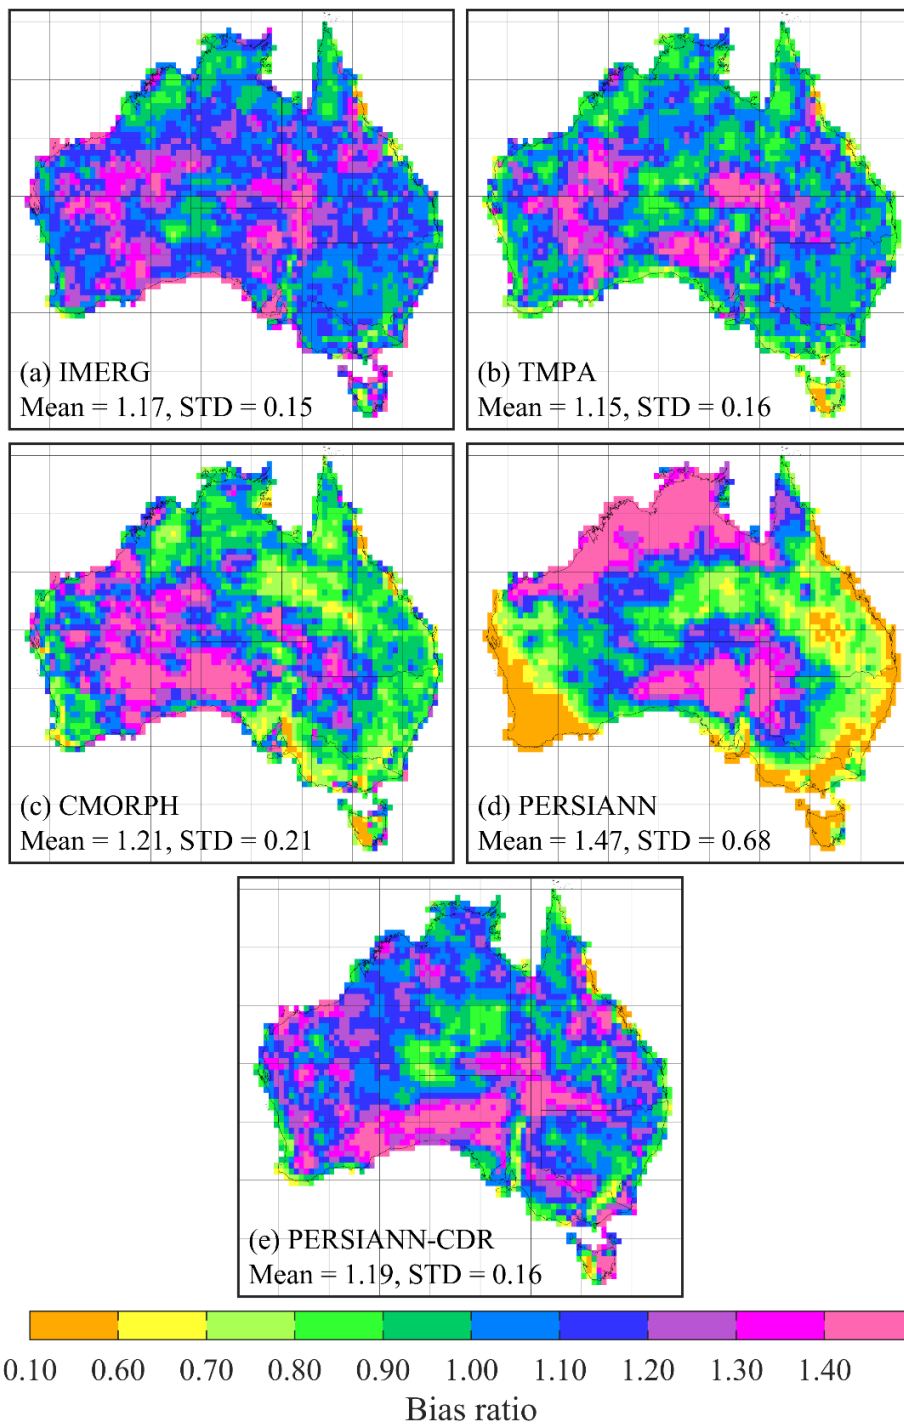 (a) IMERG
Mean = 1.17, STD = 0.15
(b) TMPA
Mean = 1.15, STD = 0.16
(c) CMORPH
Mean = 1.21, STD = 0.21
(d) PERSIANN
Mean = 1.47, STD = 0.68
(e) PERSIANN-CDR
Mean = 1.19, STD = 0.16
0.10 0.60 0.70 0.80 0.90 1.00 1.10 1.20 1.30 1.40
Bias ratio